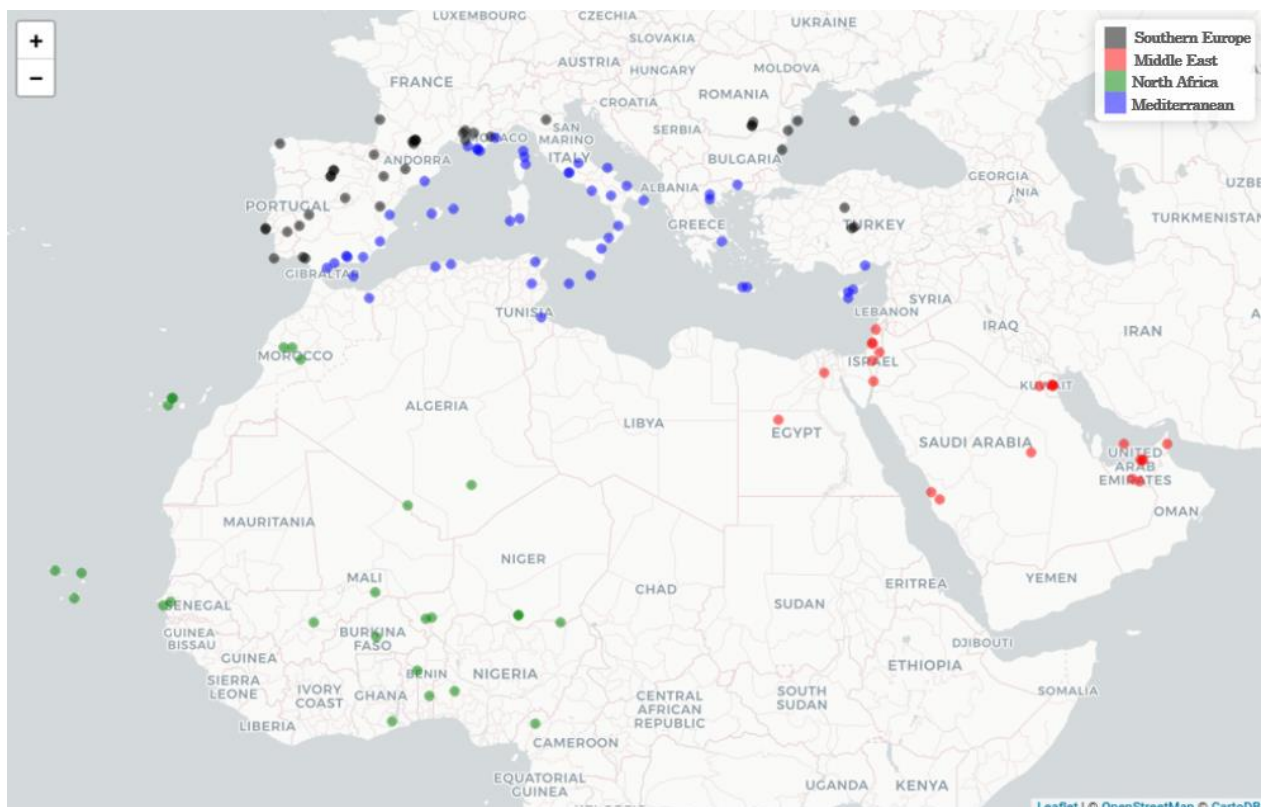 +
−
Southern Europe
Middle East
North Africa
Mediterranean
LUXEMBOURG
CZECHIA
UKRAINE
SLOVAKIA
AUSTRIA
MOLDOVA
FRANCE
HUNGARY
ROMANIA
CROATIA
SAN
MARINO
SERBIA
MONACO
ITALY
ANDORRA
BULGARIA
GEORGIA
ALBANIA
PORTUGAL
GREECE
TURKEY
TURKMENISTAN
GIBRALTAR
TUNISIA
SYRIA
LEBANON
IRAQ
IRAN
MOROCCO
ISRAEL
KUWAIT
ALGERIA
LIBYA
EGYPT
SAUDI ARABIA
UNITED
ARAB
EMIRATES
OMAN
MAURITANIA
NIGER
MALI
CHAD
ERITREA
YEMEN
SENEGAL
SUDAN
GUINEA
BISSAU
BURKINA
FASO
DJIBOUTI
GUINEA
BENIN
NIGERIA
ETHIOPIA
SIERRA
LEONE
IVORY
COAST
GHANA
CENTRAL
AFRICAN
REPUBLIC
SOUTH
SUDAN
SOMALIA
LIBERIA
CAMEROON
EQUATORIAL
GUINEA
UGANDA
KENYA
Leaflet | © OpenStreetMap © CartoDB